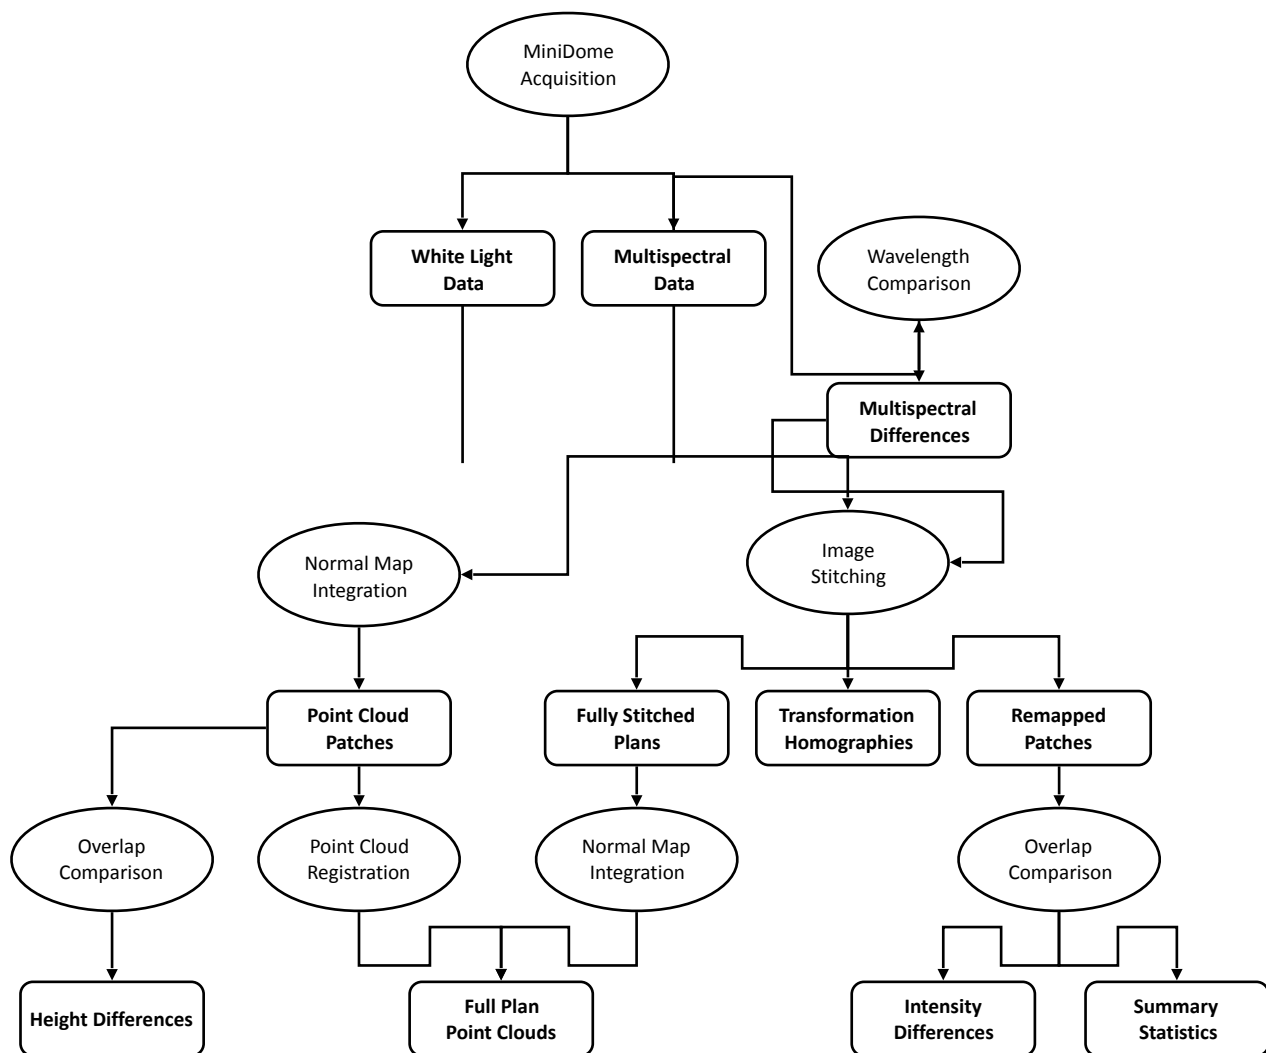 MiniDome
Acquisition
White Light
Data
Multispectral
Data
Wavelength
Comparison
Multispectral
Differences
Normal Map
Integration
Image
Stitching
Point Cloud
Patches
Fully Stitched
Plans
Transformation
Homographies
Remapped
Patches
Overlap
Comparison
Point Cloud
Registration
Normal Map
Integration
Overlap
Comparison
Height Differences
Full Plan
Point Clouds
Intensity
Differences
Summary
Statistics